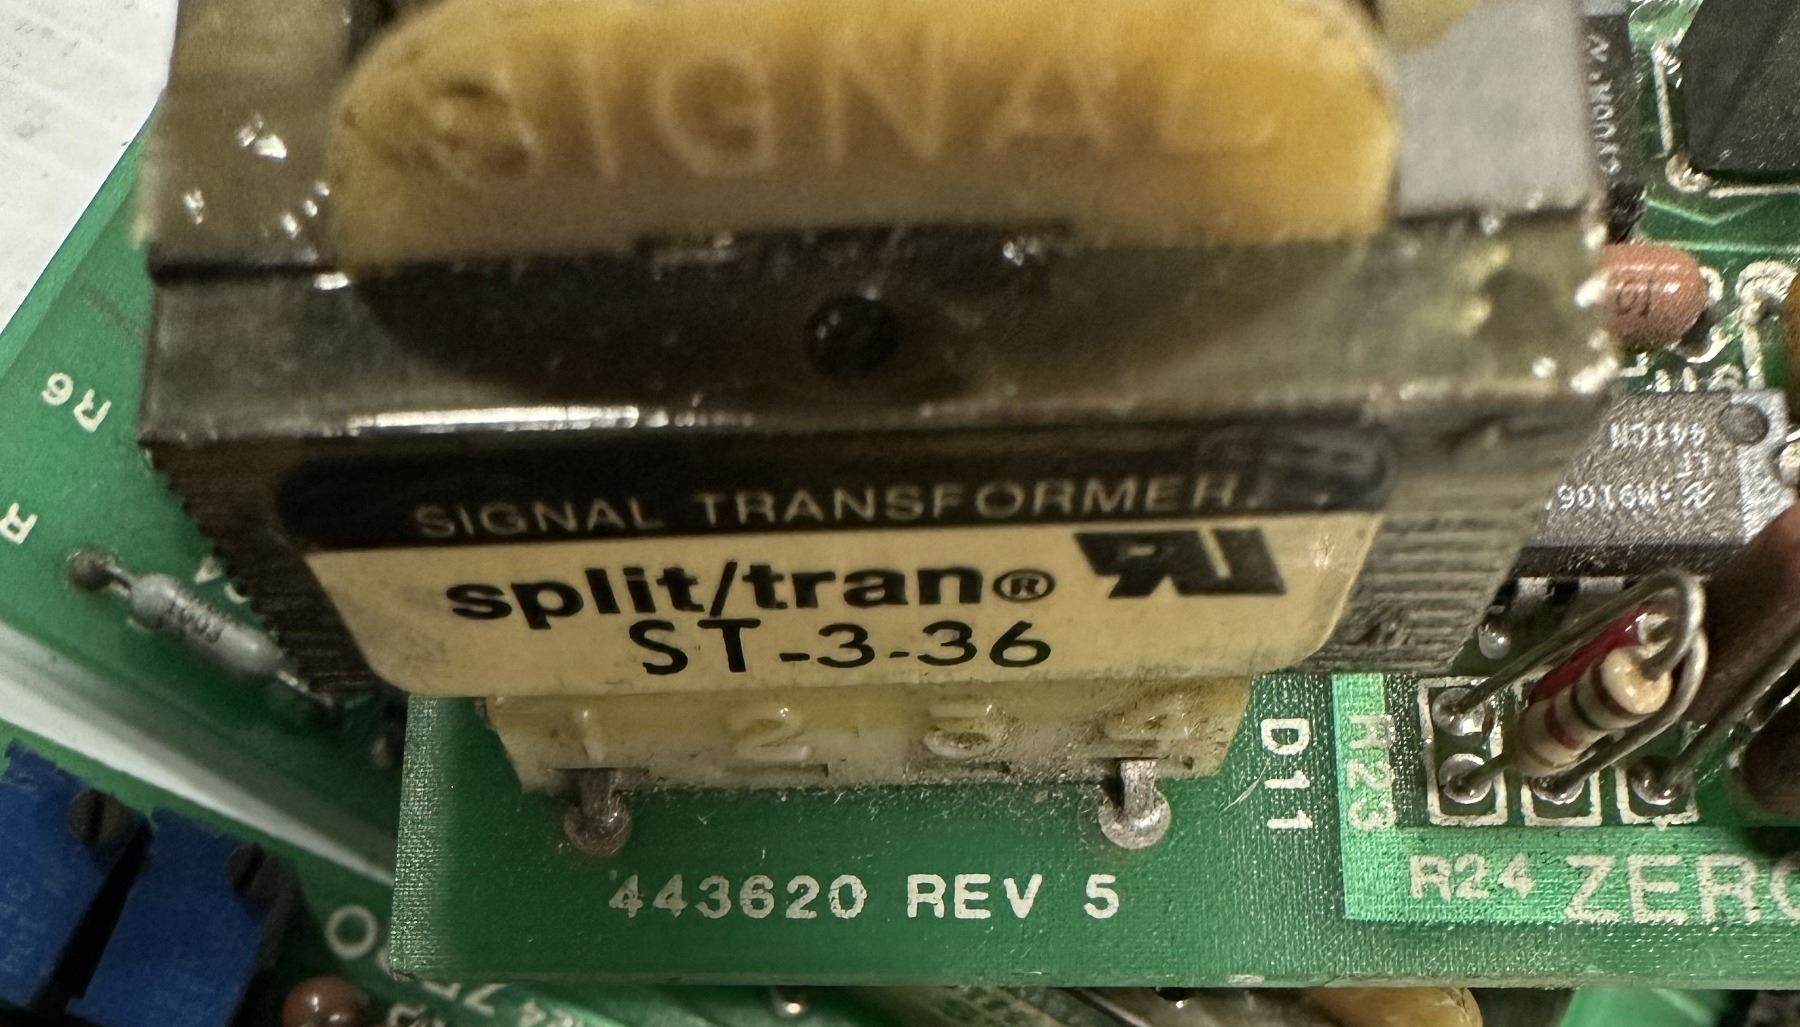 SIGNAL
SIGNAL TRANSFORMER
split/tran®
ST-3-36
1 2 3 4
R6
R
D11
R23
R24 ZERO
443620 REV 5